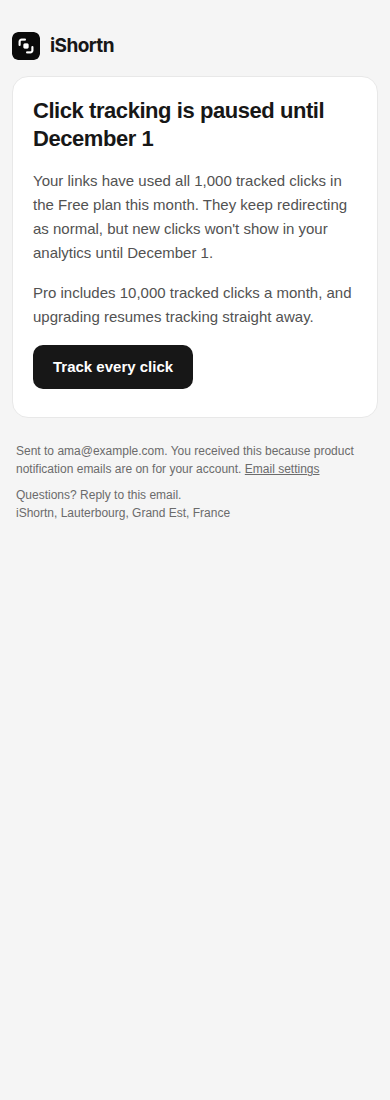 iShortn
Click tracking is paused until
December 1
Your links have used all 1,000 tracked clicks in
the Free plan this month. They keep redirecting
as normal, but new clicks won't show in your
analytics until December 1.
Pro includes 10,000 tracked clicks a month, and
upgrading resumes tracking straight away.
Track every click
Sent to ama@example.com. You received this because product
notification emails are on for your account. Email settings
Questions? Reply to this email.
iShortn, Lauterbourg, Grand Est, France